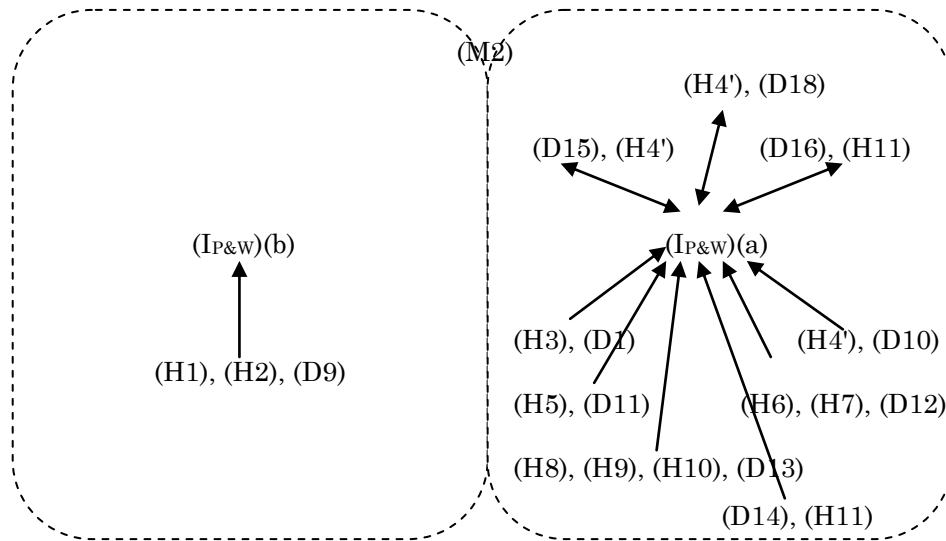 (M2)
(H4'), (D18)
(D15), (H4')
(D16), (H11)
(IP&W)(b)
(IP&W)(a)
(H3), (D1)
(H4'), (D10)
(H1), (H2), (D9)
(H5), (D11)
(H6), (H7), (D12)
(H8), (H9), (H10), (D13)
(D14), (H11)